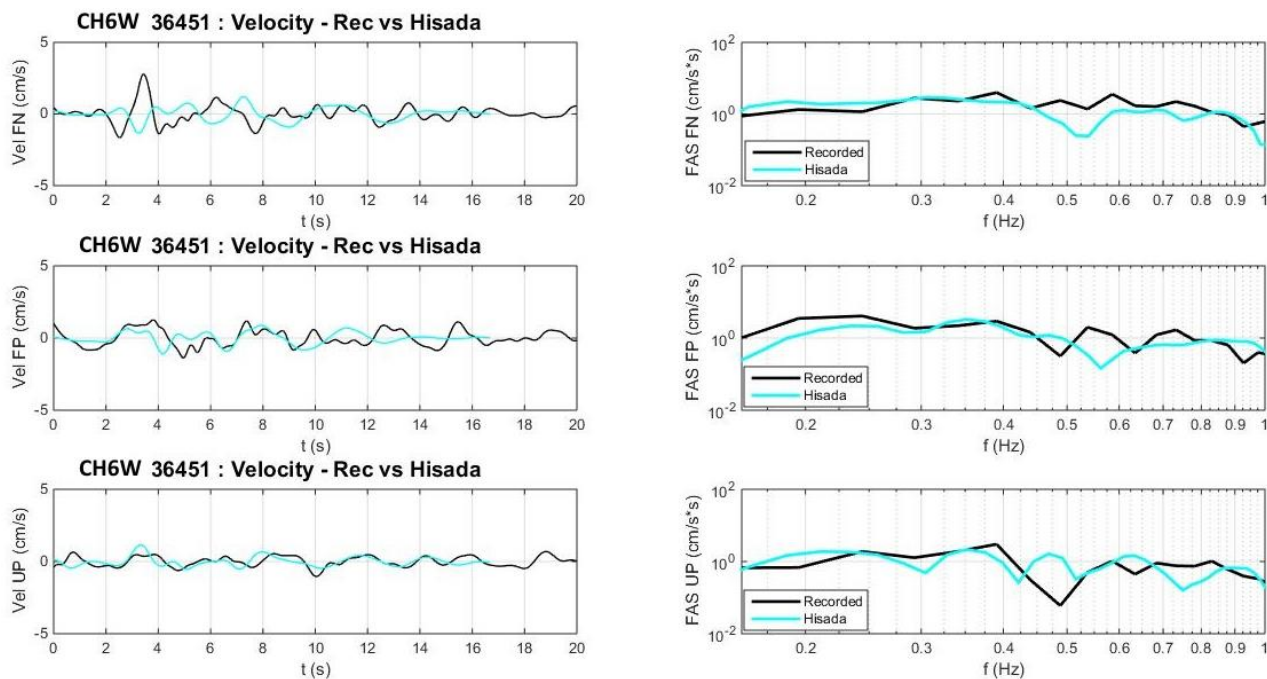 CH6W 36451 : Velocity - Rec vs Hisada
5
0
-5
Vel FN (cm/s)
0 2 4 6 8 10 12 14 16 18 20
t (s)
10^2
10^0
10^-2
FAS FN (cm/s*s)
Recorded
Hisada
0.2 0.3 0.4 0.5 0.6 0.7 0.8 0.9 1
f (Hz)
CH6W 36451 : Velocity - Rec vs Hisada
5
0
-5
Vel FP (cm/s)
0 2 4 6 8 10 12 14 16 18 20
t (s)
10^2
10^0
10^-2
FAS FP (cm/s*s)
Recorded
Hisada
0.2 0.3 0.4 0.5 0.6 0.7 0.8 0.9 1
f (Hz)
CH6W 36451 : Velocity - Rec vs Hisada
5
0
-5
Vel UP (cm/s)
0 2 4 6 8 10 12 14 16 18 20
t (s)
10^2
10^0
10^-2
FAS UP (cm/s*s)
Recorded
Hisada
0.2 0.3 0.4 0.5 0.6 0.7 0.8 0.9 1
f (Hz)